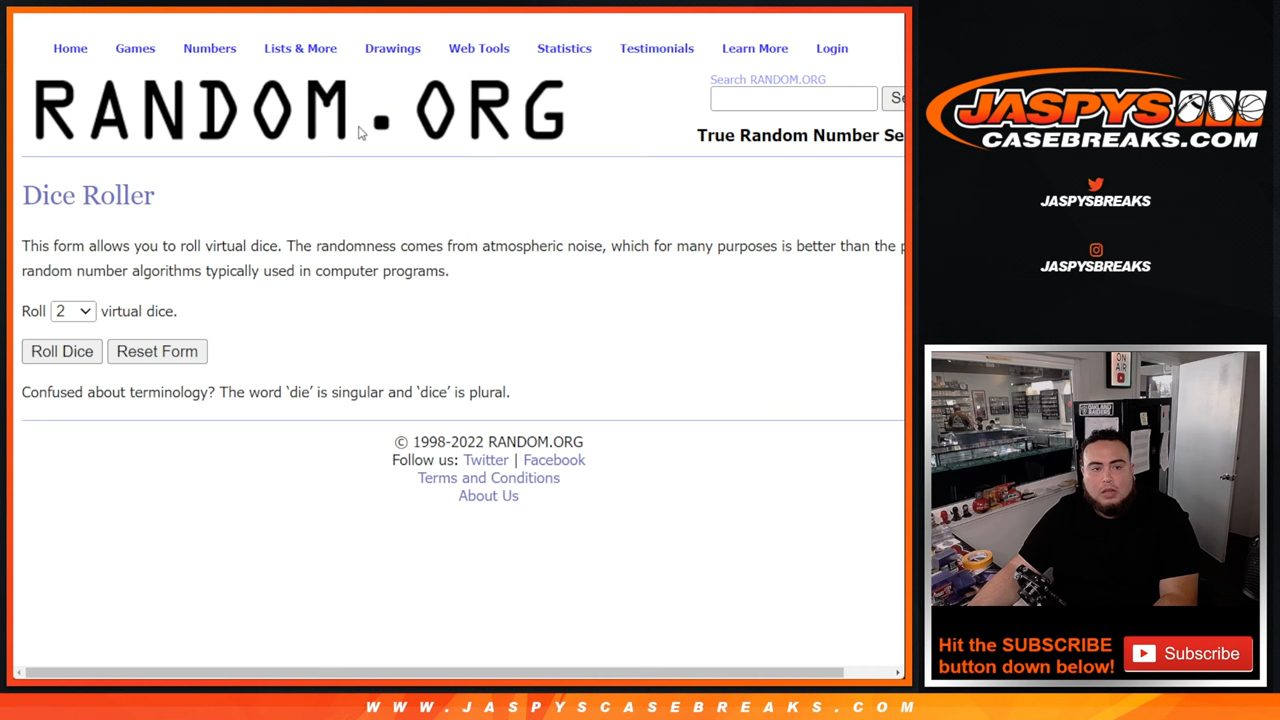 Home Games Numbers Lists & More Drawings Web Tools Statistics Testimonials Learn More Login
RANDOM.ORG
Search RANDOM.ORG
Se
True Random Number Se
Dice Roller
This form allows you to roll virtual dice. The randomness comes from atmospheric noise, which for many purposes is better than the p
random number algorithms typically used in computer programs.
Roll 2 virtual dice.
Roll Dice Reset Form
Confused about terminology? The word ‘die’ is singular and ‘dice’ is plural.
© 1998-2022 RANDOM.ORG
Follow us: Twitter | Facebook
Terms and Conditions
About Us
JASPYS
CASEBREAKS.COM
JASPYSBREAKS
JASPYSBREAKS
ON
AIR
OAKLAND
RAIDERS
Hit the SUBSCRIBE
button down below!
Subscribe
WWW.JASPYSCASEBREAKS.COM